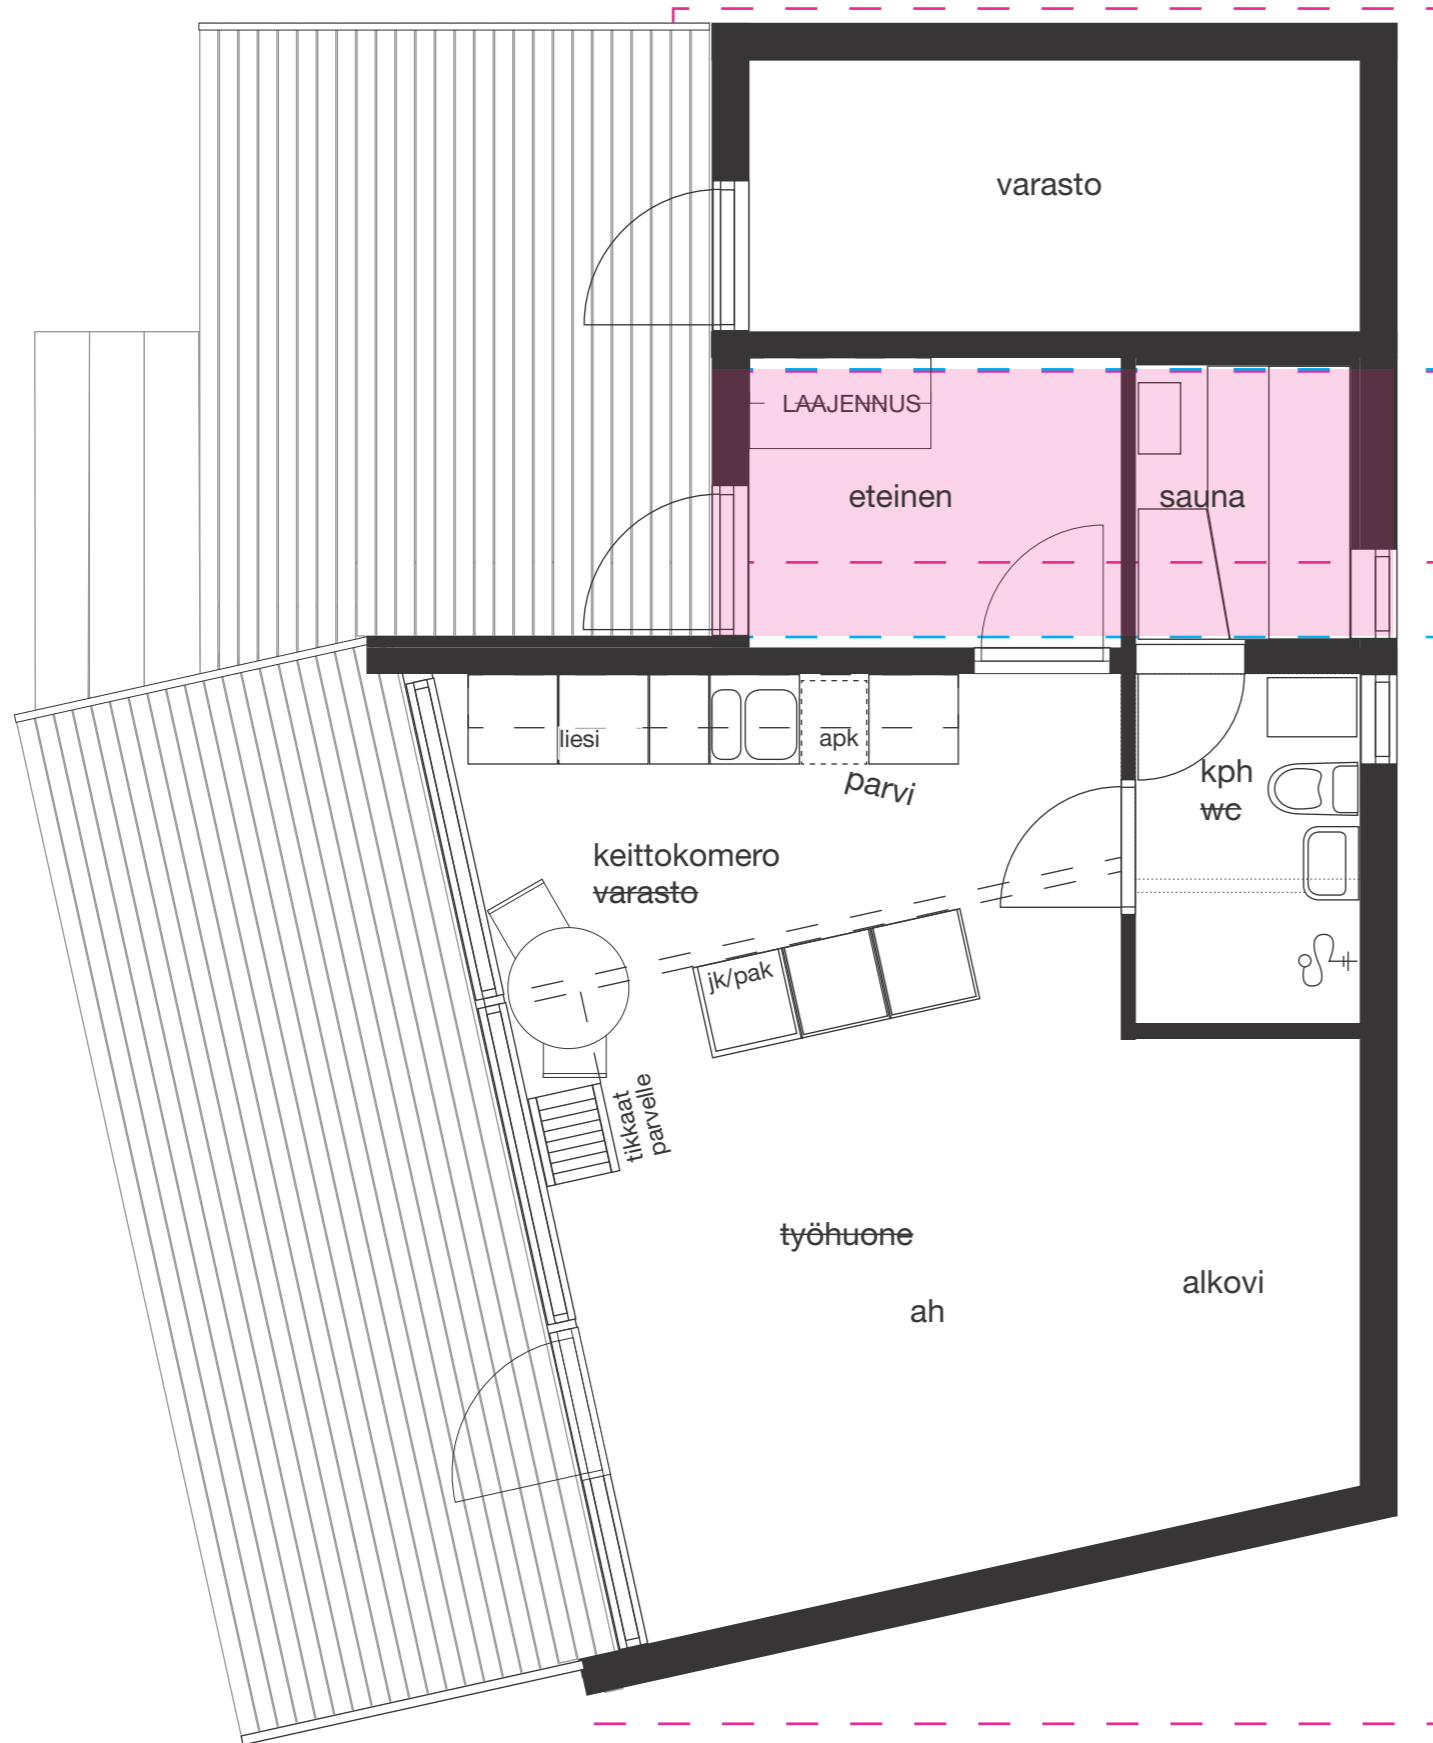 varasto
LAAJENNUS
eteinen
sauna
liesi
apk
parvi
kph
wc
keittokomero
varasto
jk/pak
tikkaat
parvelle
työhuone
alkovi
ah